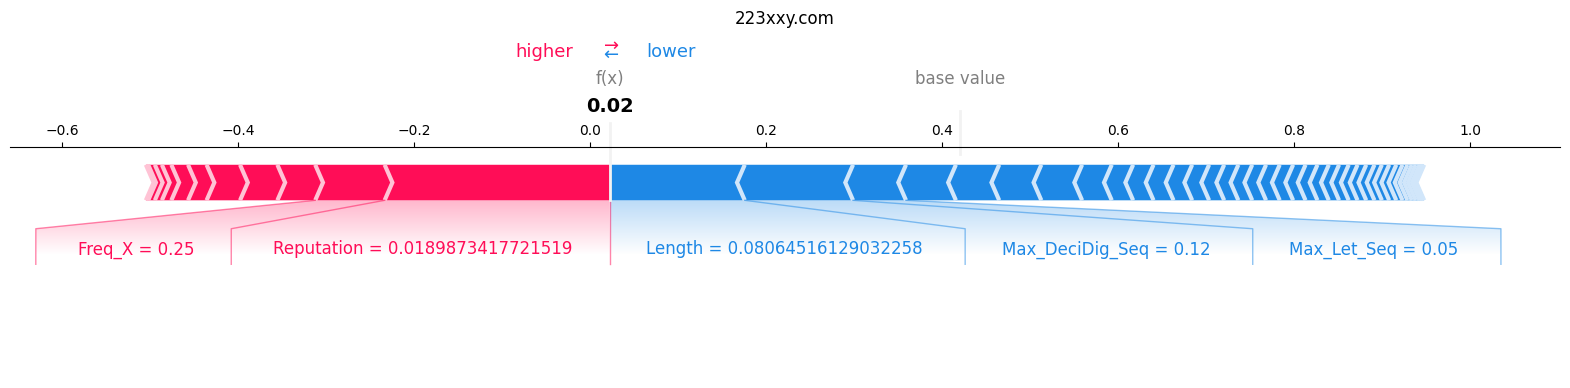 223xxy.com
higher → lower
←
f(x) base value
0.02
−0.6 −0.4 −0.2 0.0 0.2 0.4 0.6 0.8 1.0
Freq_X = 0.25 Reputation = 0.0189873417721519 Length = 0.08064516129032258 Max_DeciDig_Seq = 0.12 Max_Let_Seq = 0.05